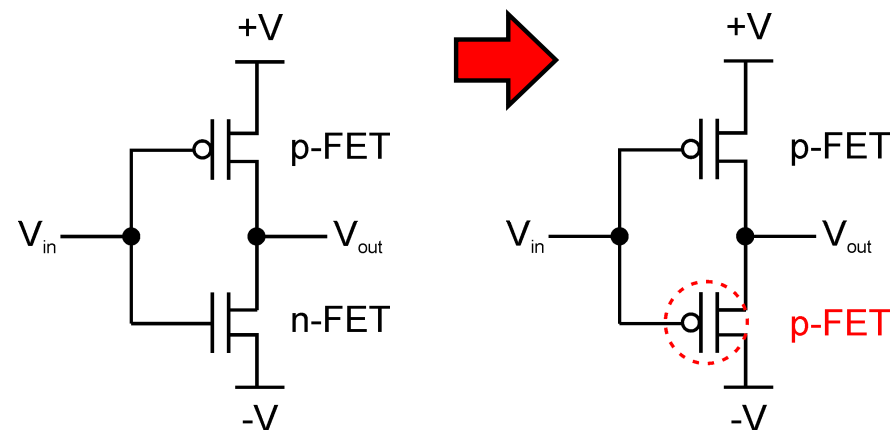 +V
p-FET
Vin
Vout
n-FET
-V
+V
p-FET
Vin
Vout
p-FET
-V